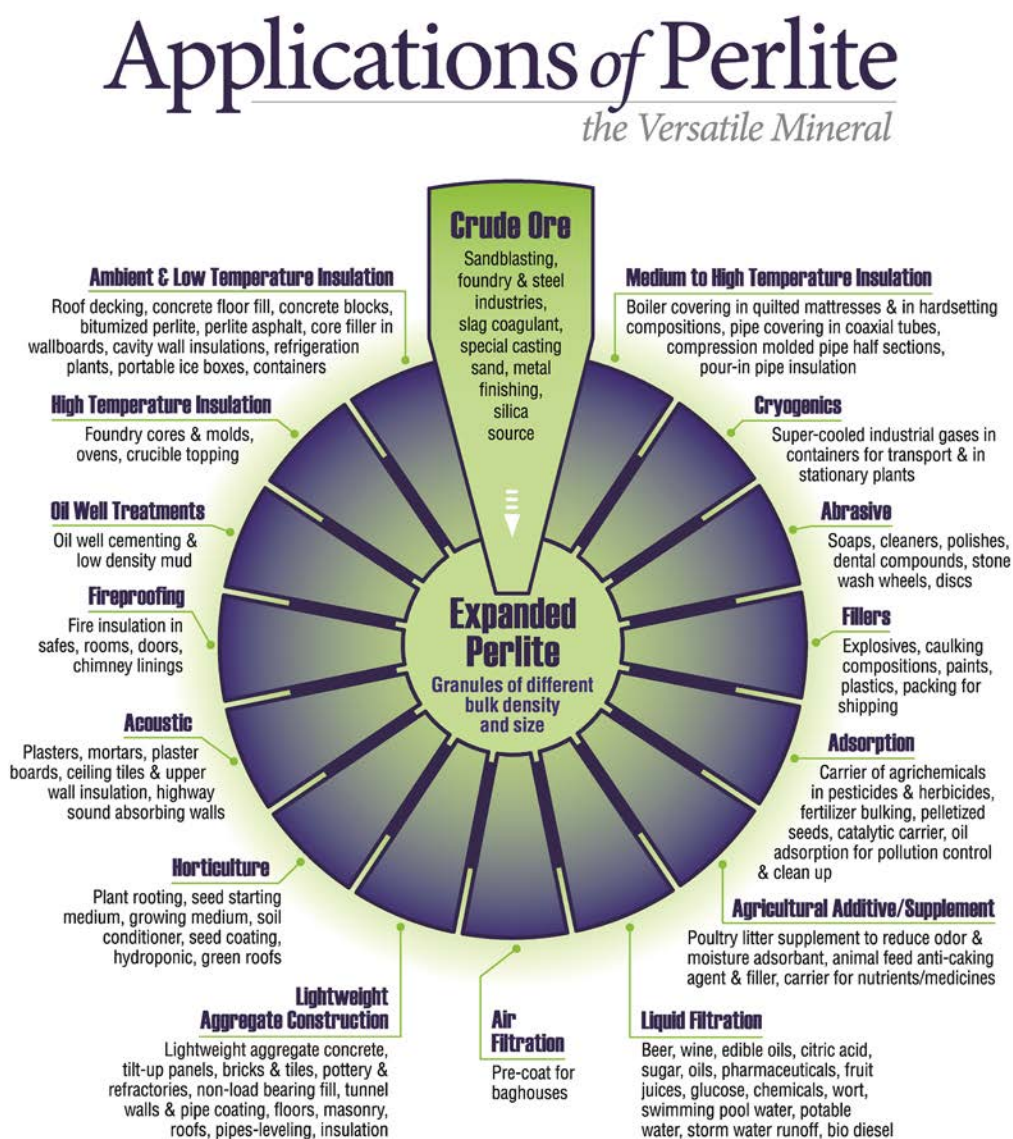 Applications of Perlite
the Versatile Mineral
Crude Ore
Sandblasting,
foundry & steel
industries,
slag coagulant,
special casting
sand, metal
finishing,
silica
source
Expanded
Perlite
Granules of different
bulk density
and size
Ambient & Low Temperature Insulation
Roof decking, concrete floor fill, concrete blocks,
bitumized perlite, perlite asphalt, core filler in
wallboards, cavity wall insulations, refrigeration
plants, portable ice boxes, containers
High Temperature Insulation
Foundry cores & molds,
ovens, crucible topping
Oil Well Treatments
Oil well cementing &
low density mud
Fireproofing
Fire insulation in
safes, rooms, doors,
chimney linings
Acoustic
Plasters, mortars, plaster
boards, ceiling tiles & upper
wall insulation, highway
sound absorbing walls
Horticulture
Plant rooting, seed starting
medium, growing medium, soil
conditioner, seed coating,
hydroponic, green roofs
Lightweight
Aggregate Construction
Lightweight aggregate concrete,
tilt-up panels, bricks & tiles, pottery &
refractories, non-load bearing fill, tunnel
walls & pipe coating, floors, masonry,
roofs, pipes-leveling, insulation
Air
Filtration
Pre-coat for
baghouses
Medium to High Temperature Insulation
Boiler covering in quilted mattresses & in hardsetting
compositions, pipe covering in coaxial tubes,
compression molded pipe half sections,
pour-in pipe insulation
Cryogenics
Super-cooled industrial gases in
containers for transport & in
stationary plants
Abrasive
Soaps, cleaners, polishes,
dental compounds, stone
wash wheels, discs
Fillers
Explosives, caulking
compositions, paints,
plastics, packing for
shipping
Adsorption
Carrier of agrichemicals
in pesticides & herbicides,
fertilizer bulking, pelletized
seeds, catalytic carrier, oil
adsorption for pollution control
& clean up
Agricultural Additive/Supplement
Poultry litter supplement to reduce odor &
moisture adsorbant, animal feed anti-caking
agent & filler, carrier for nutrients/medicines
Liquid Filtration
Beer, wine, edible oils, citric acid,
sugar, oils, pharmaceuticals, fruit
juices, glucose, chemicals, wort,
swimming pool water, potable
water, storm water runoff, bio diesel